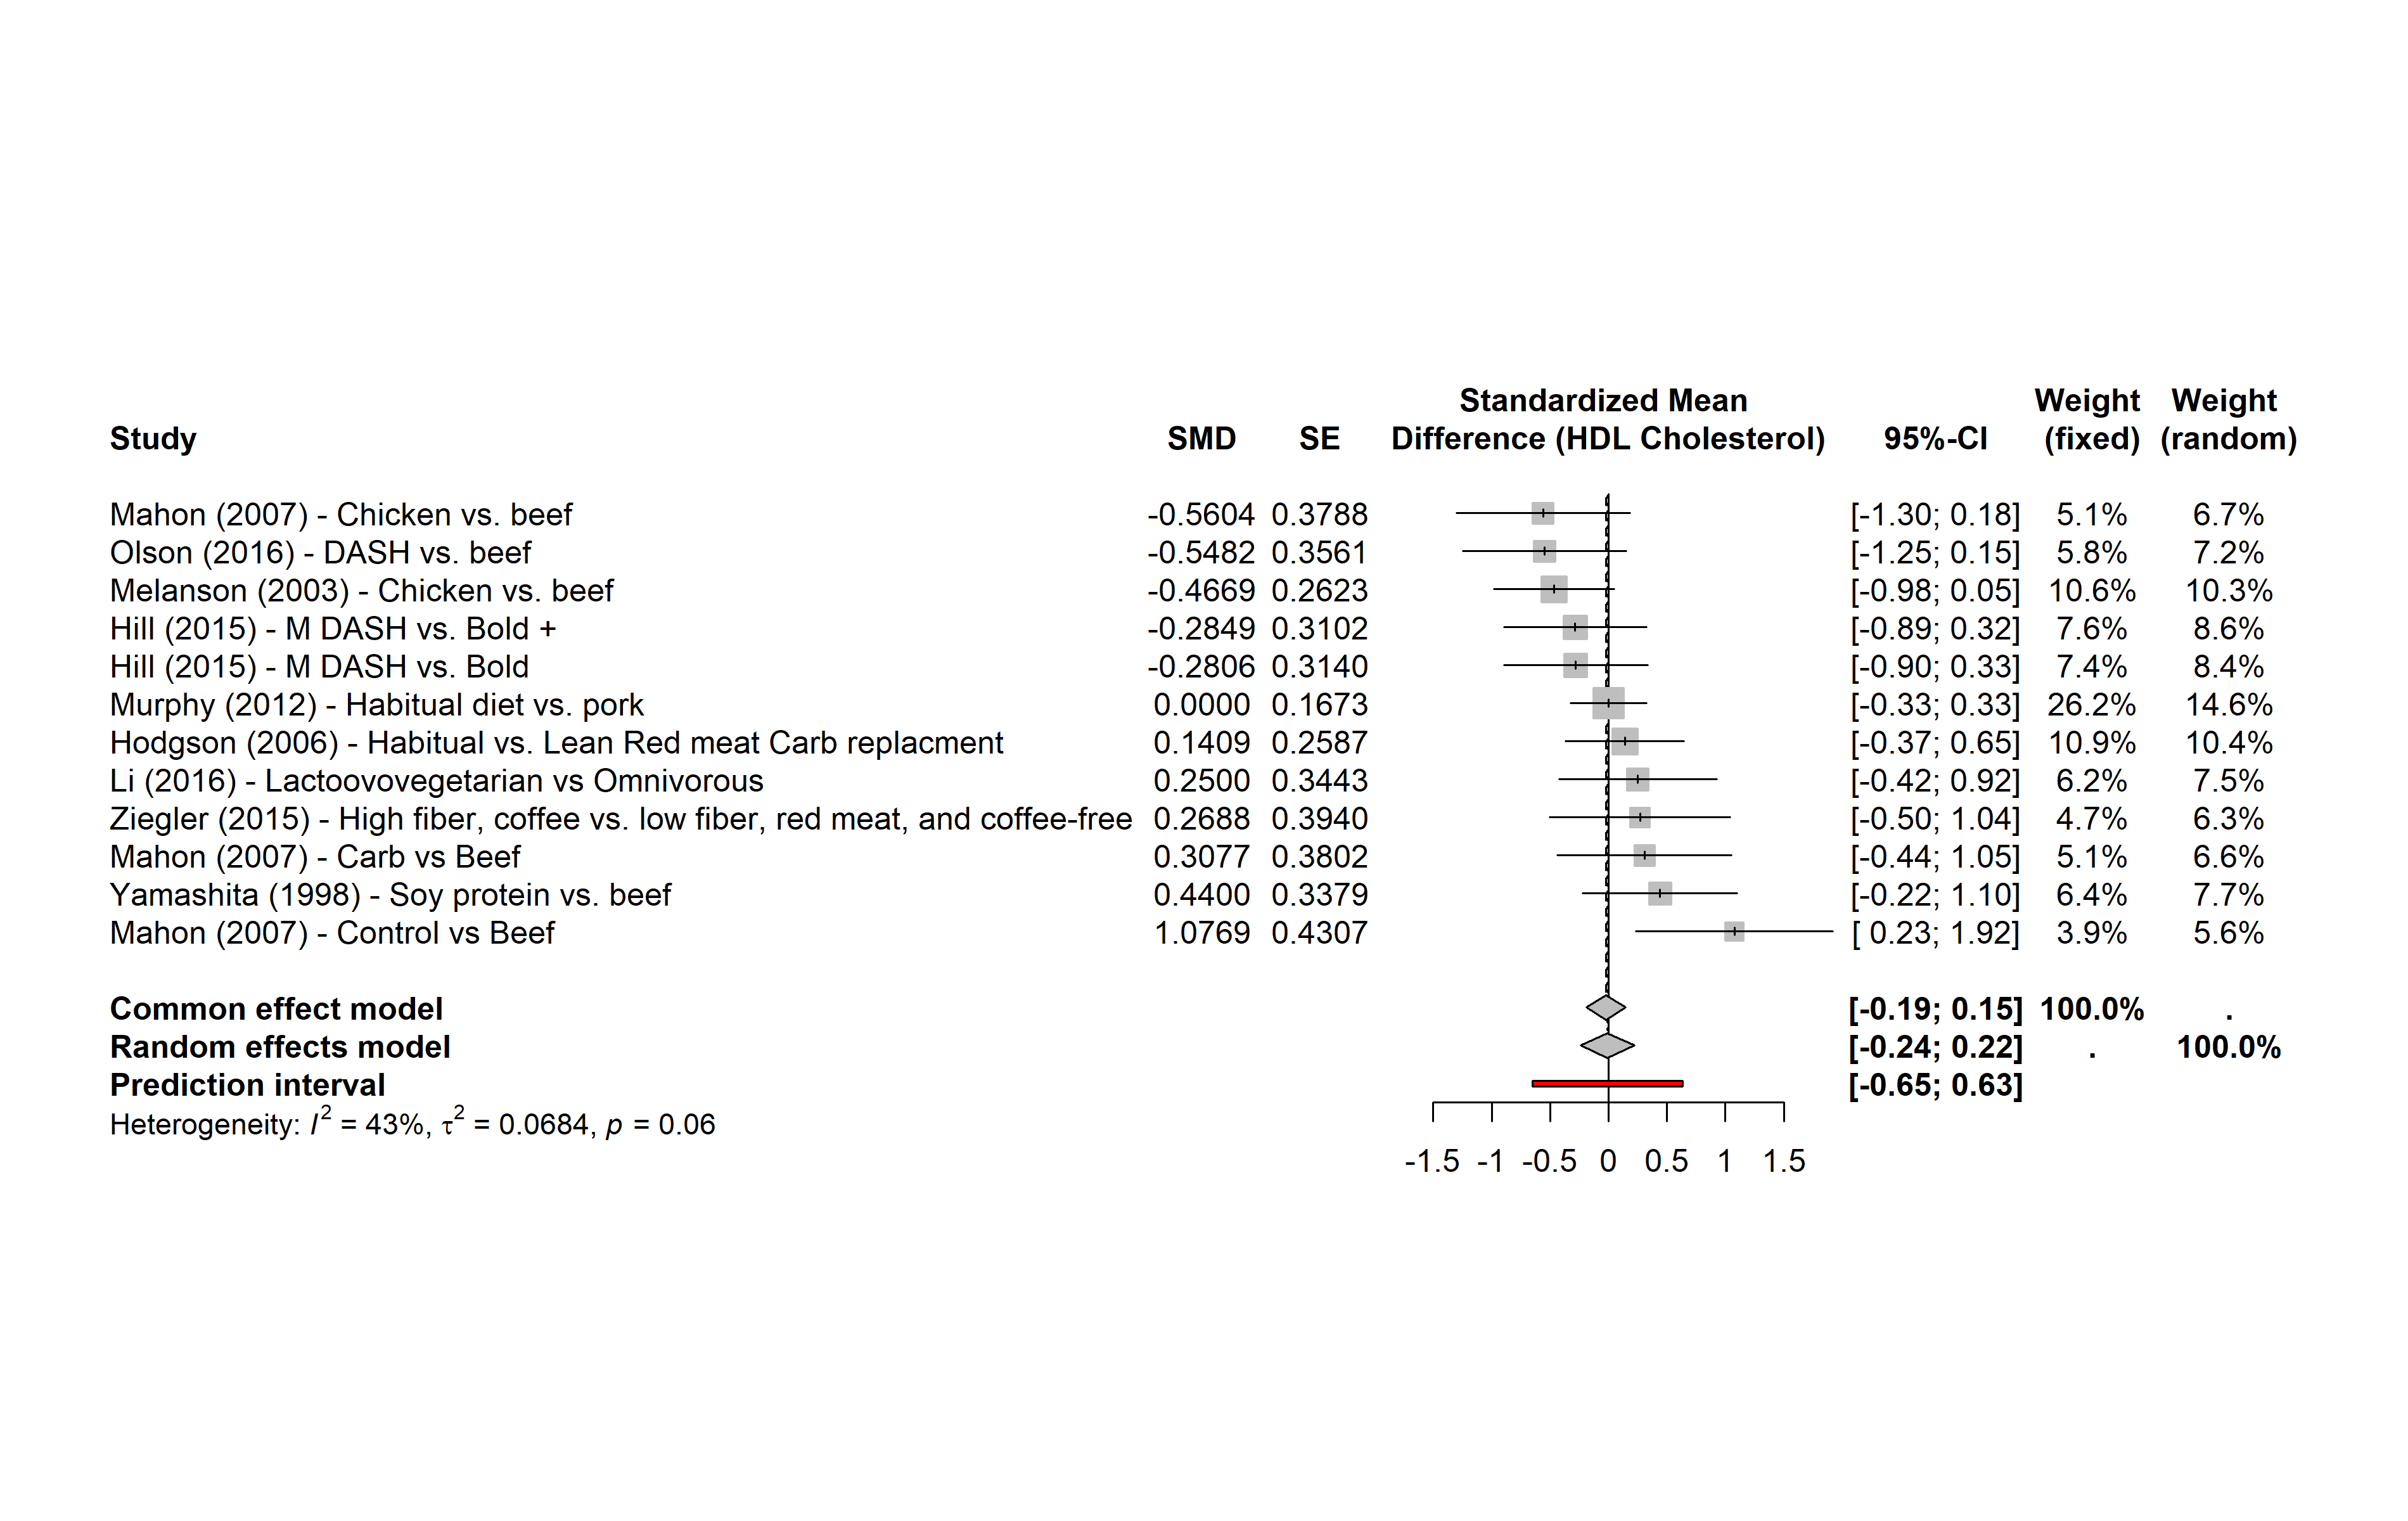 Standardized Mean Weight Weight
Study SMD SE Difference (HDL Cholesterol) 95%-CI (fixed) (random)
Mahon (2007) - Chicken vs. beef -0.5604 0.3788 [-1.30; 0.18] 5.1% 6.7%
Olson (2016) - DASH vs. beef -0.5482 0.3561 [-1.25; 0.15] 5.8% 7.2%
Melanson (2003) - Chicken vs. beef -0.4669 0.2623 [-0.98; 0.05] 10.6% 10.3%
Hill (2015) - M DASH vs. Bold + -0.2849 0.3102 [-0.89; 0.32] 7.6% 8.6%
Hill (2015) - M DASH vs. Bold -0.2806 0.3140 [-0.90; 0.33] 7.4% 8.4%
Murphy (2012) - Habitual diet vs. pork 0.0000 0.1673 [-0.33; 0.33] 26.2% 14.6%
Hodgson (2006) - Habitual vs. Lean Red meat Carb replacment 0.1409 0.2587 [-0.37; 0.65] 10.9% 10.4%
Li (2016) - Lactoovovegetarian vs Omnivorous 0.2500 0.3443 [-0.42; 0.92] 6.2% 7.5%
Ziegler (2015) - High fiber, coffee vs. low fiber, red meat, and coffee-free 0.2688 0.3940 [-0.50; 1.04] 4.7% 6.3%
Mahon (2007) - Carb vs Beef 0.3077 0.3802 [-0.44; 1.05] 5.1% 6.6%
Yamashita (1998) - Soy protein vs. beef 0.4400 0.3379 [-0.22; 1.10] 6.4% 7.7%
Mahon (2007) - Control vs Beef 1.0769 0.4307 [ 0.23; 1.92] 3.9% 5.6%
Common effect model [-0.19; 0.15] 100.0% .
Random effects model [-0.24; 0.22] . 100.0%
Prediction interval [-0.65; 0.63]
Heterogeneity: I² = 43%, τ² = 0.0684, p = 0.06
-1.5 -1 -0.5 0 0.5 1 1.5